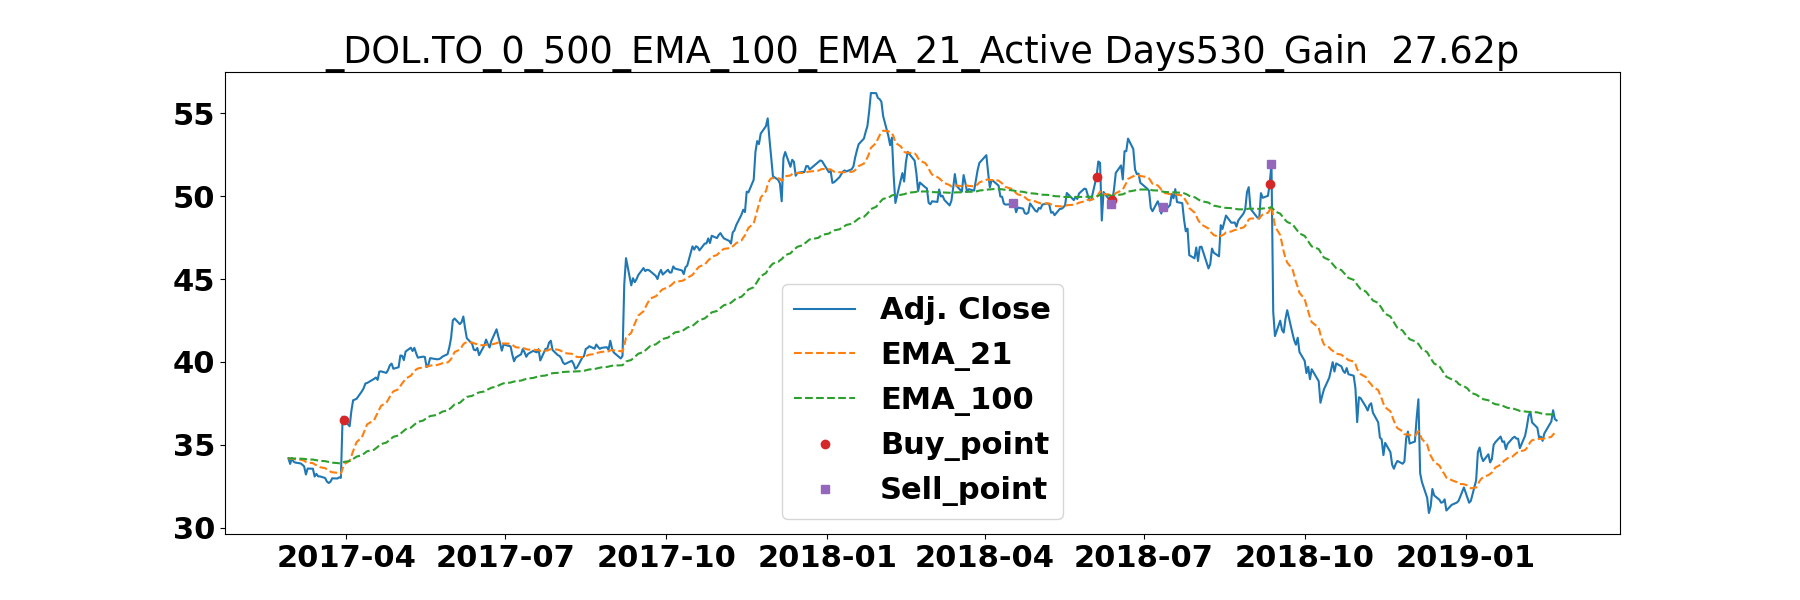 _DOL.TO_0_500_EMA_100_EMA_21_Active Days530_Gain  27.62p
55
50
45
40
35
30
Adj. Close
EMA_21
EMA_100
Buy_point
Sell_point
2017-04 2017-07 2017-10 2018-01 2018-04 2018-07 2018-10 2019-01